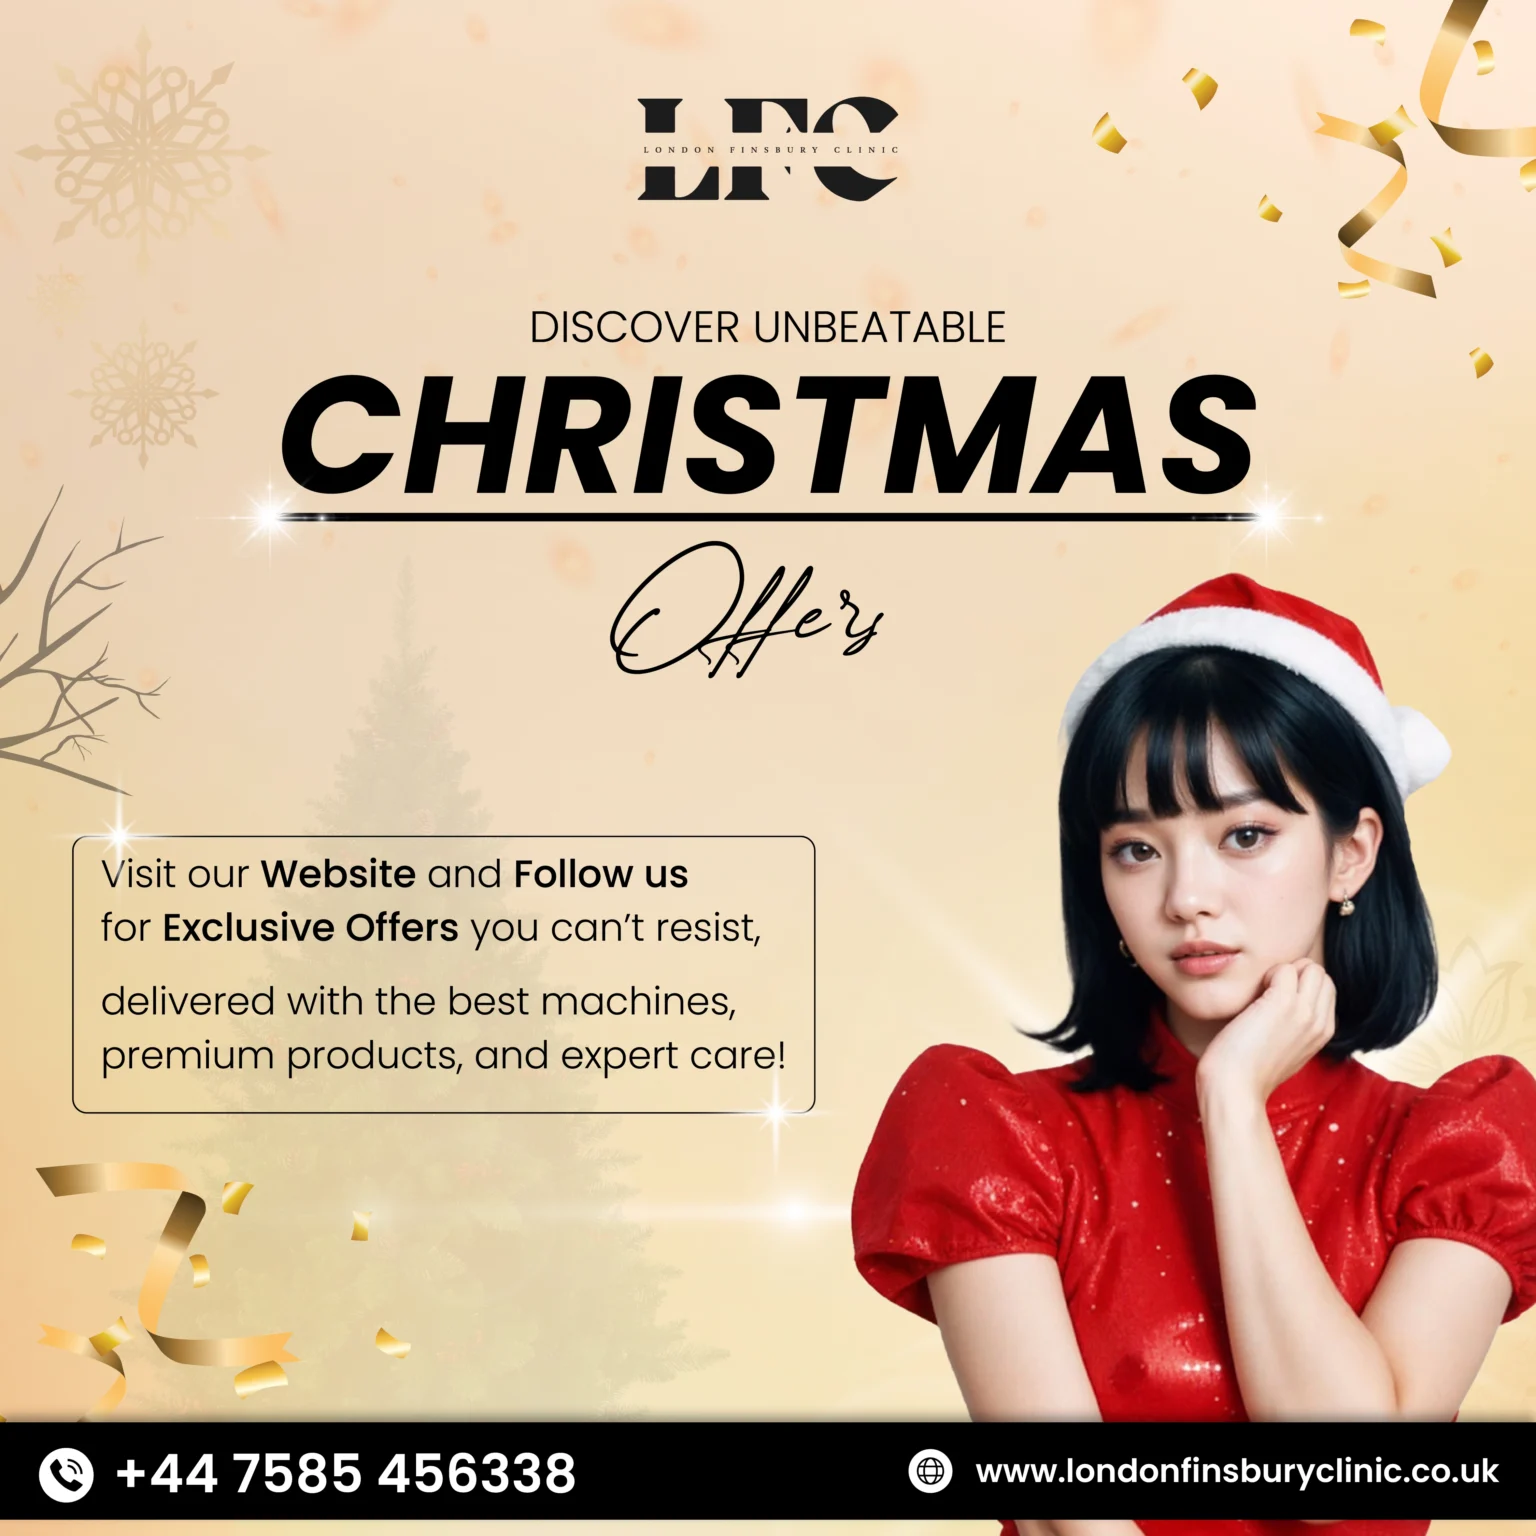 LFC
LONDON FINSBURY CLINIC
DISCOVER UNBEATABLE
CHRISTMAS
Offers
Visit our Website and Follow us
for Exclusive Offers you can’t resist,
delivered with the best machines,
premium products, and expert care!
+44 7585 456338
www.londonfinsburyclinic.co.uk